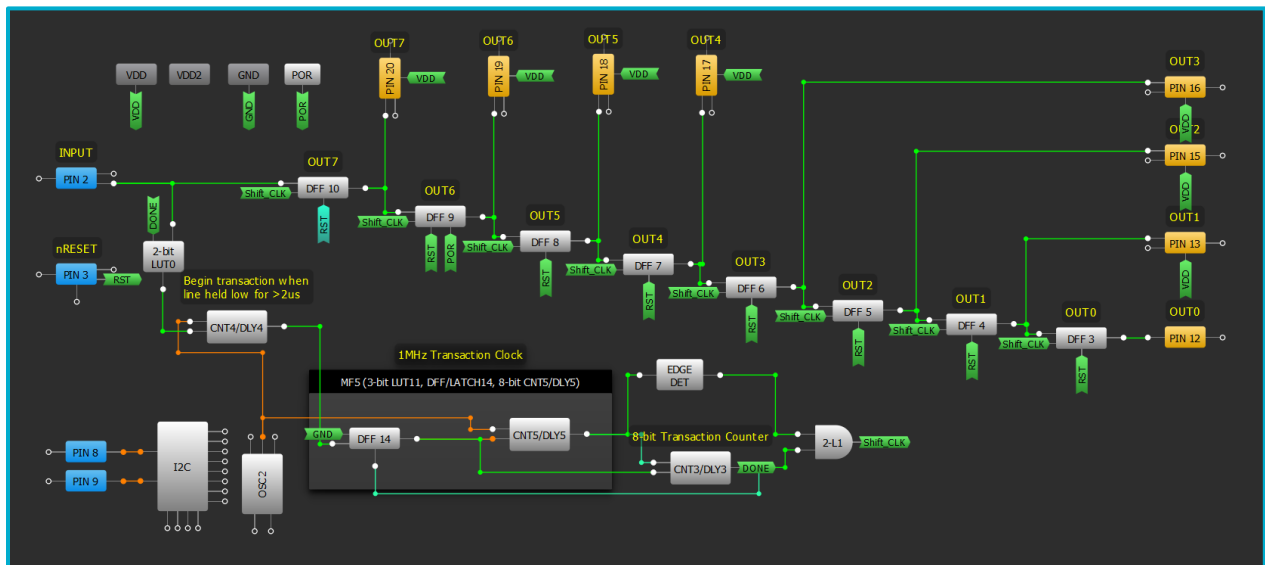 OUT7
OUT6
OUT5
OUT4
OUT3
PIN 20
VDD
PIN 19
VDD
PIN 18
VDD
PIN 17
VDD
VDD
VDD2
GND
POR
VDD
GND
POR
PIN 16
VDD
OUT2
PIN 15
VDD
INPUT
PIN 2
OUT7
Shift_CLK
DFF 10
RST
OUT6
Shift_CLK
DFF 9
RST
POR
OUT5
Shift_CLK
DFF 8
RST
OUT4
Shift_CLK
DFF 7
RST
OUT3
Shift_CLK
DFF 6
RST
OUT2
Shift_CLK
DFF 5
RST
OUT1
Shift_CLK
DFF 4
RST
OUT0
Shift_CLK
DFF 3
RST
OUT1
PIN 13
VDD
OUT0
PIN 12
DONE
2-bit
LUT0
nRESET
PIN 3
RST
Begin transaction when
line held low for >2us
CNT4/DLY4
1MHz Transaction Clock
MF5 (3-bit LUT11, DFF/LATCH14, 8-bit CNT5/DLY5)
GND
DFF 14
CNT5/DLY5
EDGE
DET
8-bit Transaction Counter
CNT3/DLY3
DONE
2-L1
Shift_CLK
PIN 8
PIN 9
I2C
OSC2